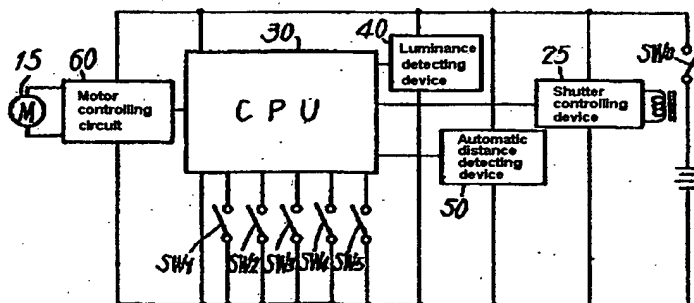 30
40
15
60
25
SW0
Luminance
detecting
device
Motor
controlling
circuit
M
CPU
Shutter
controlling
device
Automatic
distance
detecting
device
50
SW1
SW2
SW3
SW4
SW5